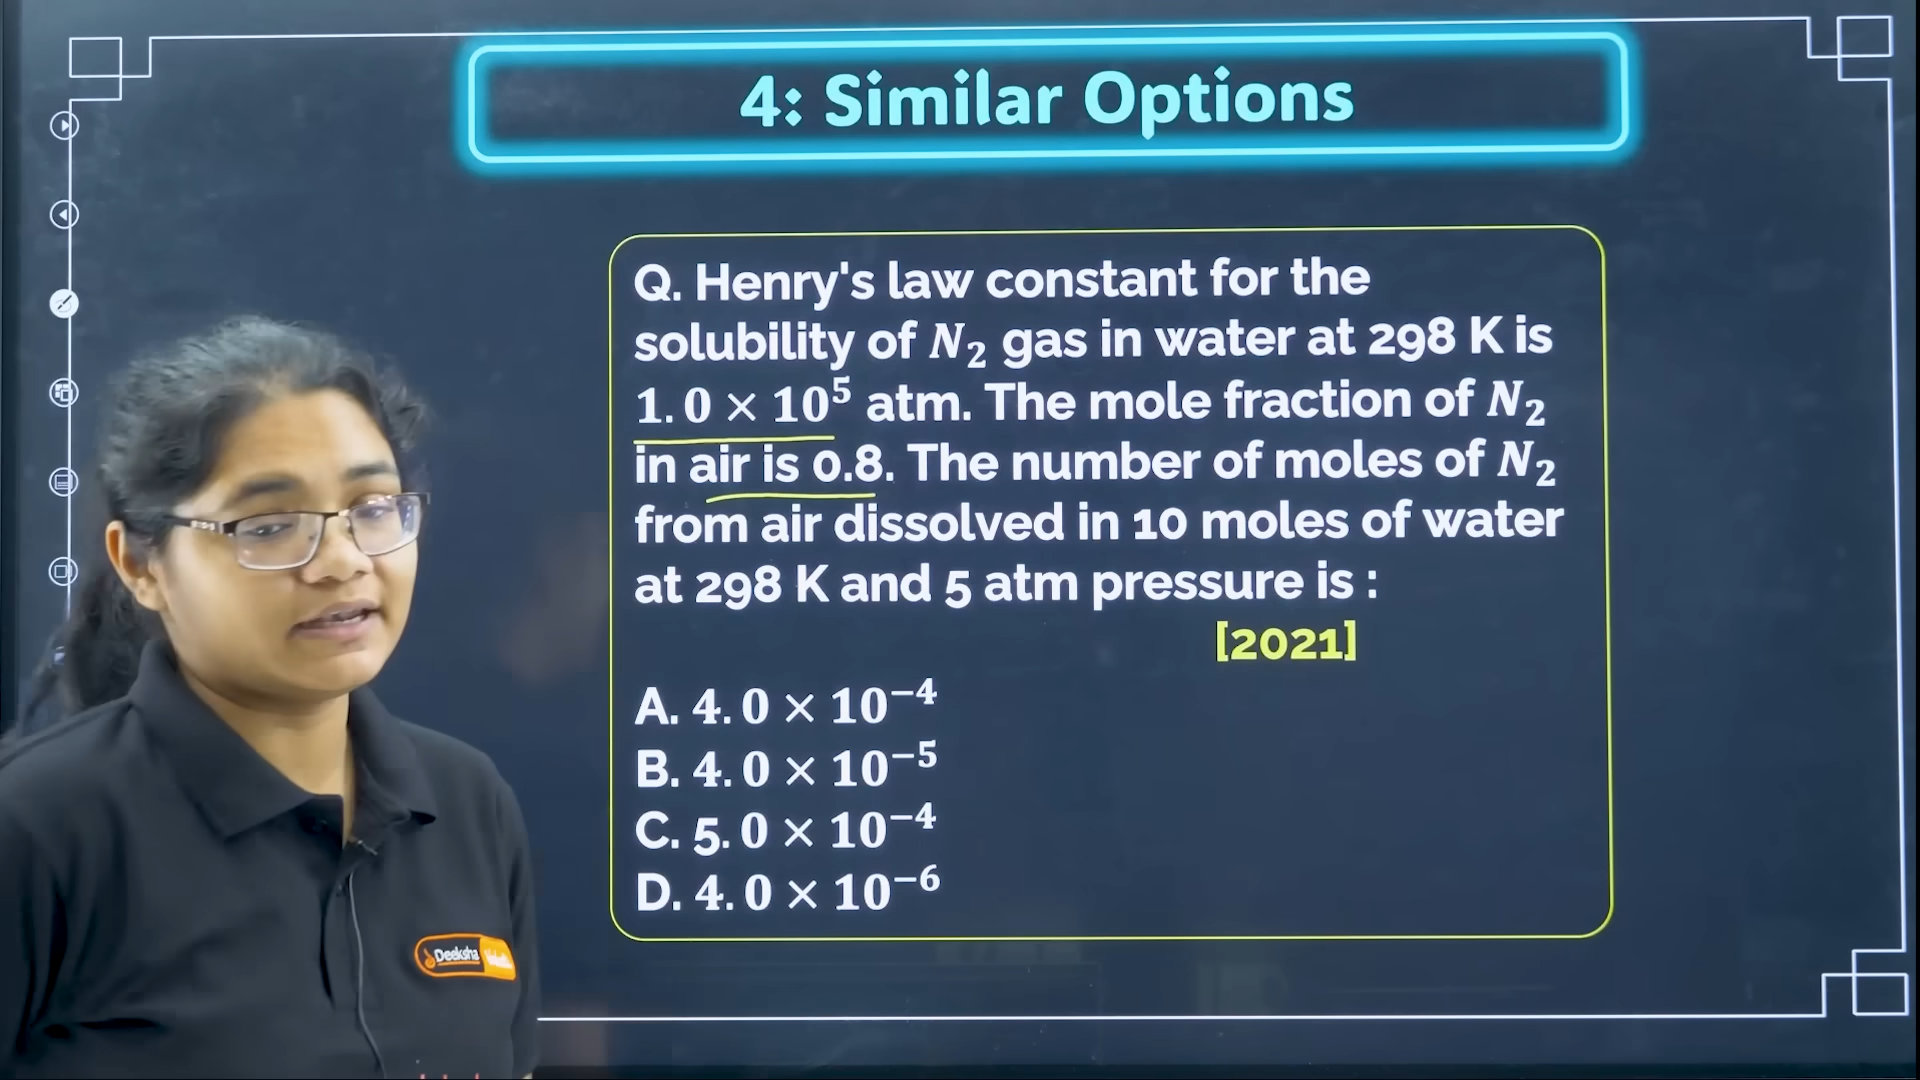 4: Similar Options
Q. Henry's law constant for the
solubility of N₂ gas in water at 298 K is
1.0 × 10⁵ atm. The mole fraction of N₂
in air is 0.8. The number of moles of N₂
from air dissolved in 10 moles of water
at 298 K and 5 atm pressure is :
[2021]
A. 4.0 × 10⁻⁴
B. 4.0 × 10⁻⁵
C. 5.0 × 10⁻⁴
D. 4.0 × 10⁻⁶
Deeksha